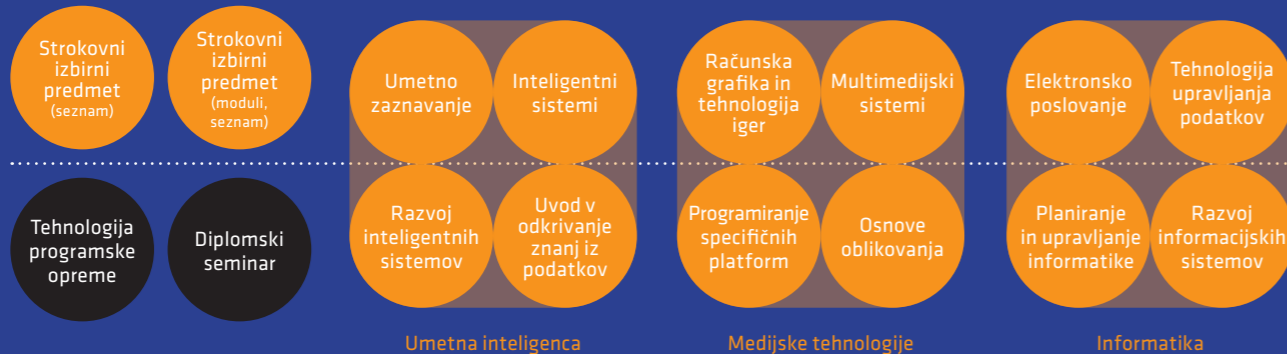 Strokovni
izbirni
predmet
(seznam)
Strokovni
izbirni
predmet
(moduli,
seznam)
Tehnologija
programske
opreme
Diplomski
seminar
Umetno
zaznavanje
Inteligentni
sistemi
Razvoj
inteligentnih
sistemov
Uvod v
odkrivanje
znanj iz
podatkov
Umetna inteligenca
Računska
grafika in
tehnologija
iger
Multimedijski
sistemi
Programiranje
specifičnih
platform
Osnove
oblikovanja
Medijske tehnologije
Elektronsko
poslovanje
Tehnologija
upravljanja
podatkov
Planiranje
in upravljanje
informatike
Razvoj
informacijskih
sistemov
Informatika